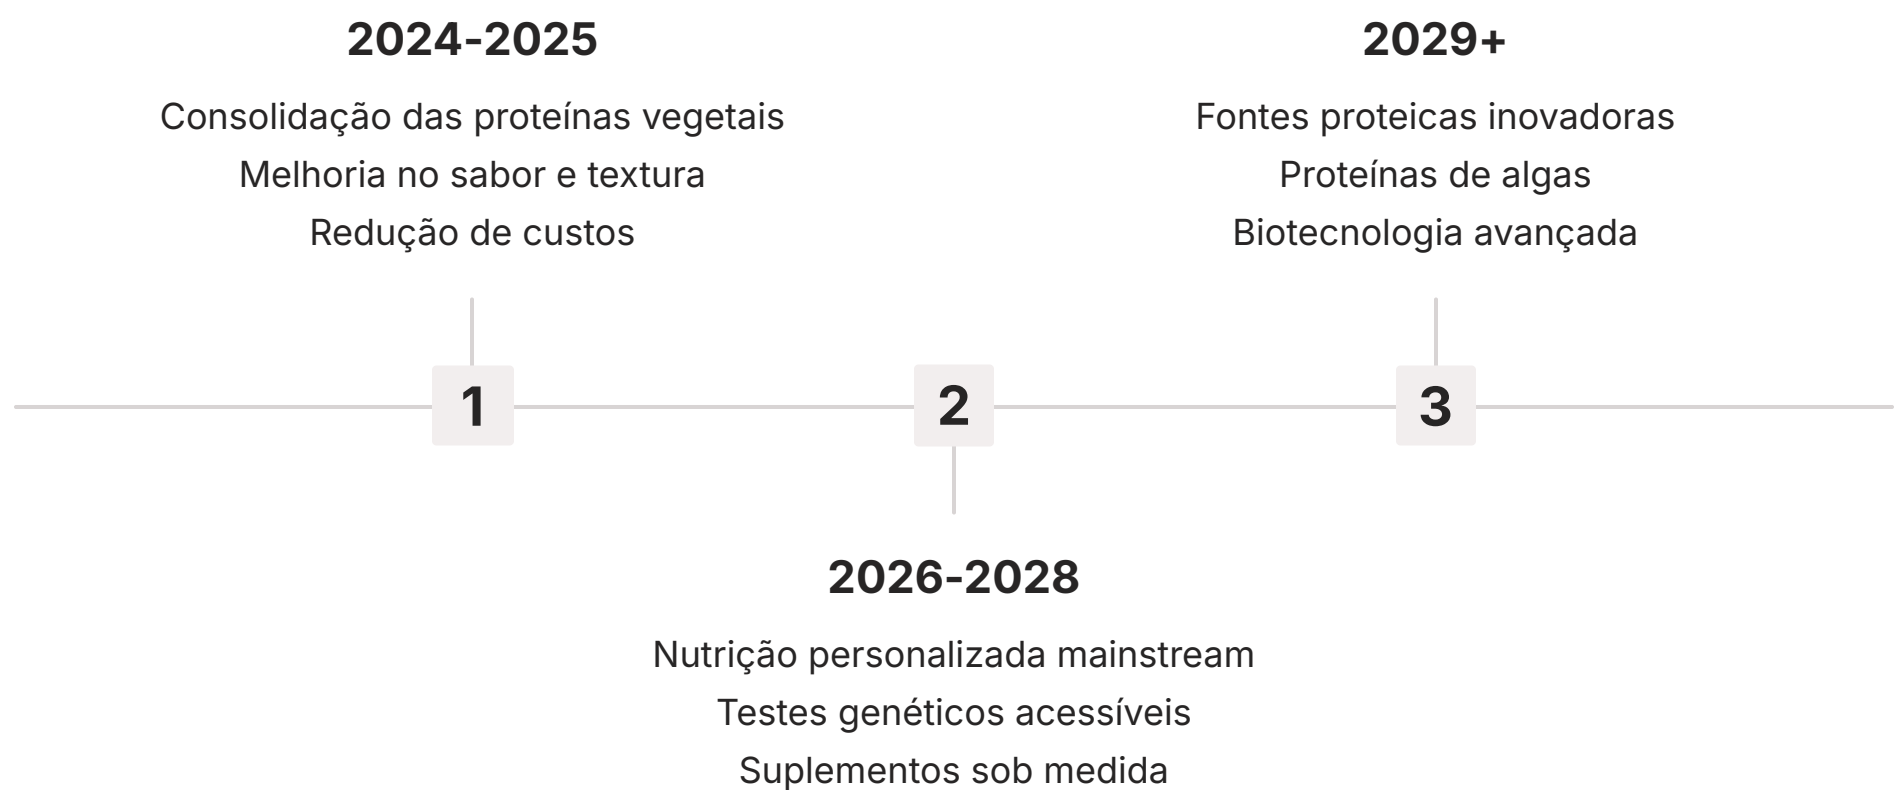 2024-2025
Consolidação das proteínas vegetais
Melhoria no sabor e textura
Redução de custos
1
2026-2028
Nutrição personalizada mainstream
Testes genéticos acessíveis
Suplementos sob medida
2
2029+
Fontes proteicas inovadoras
Proteínas de algas
Biotecnologia avançada
3